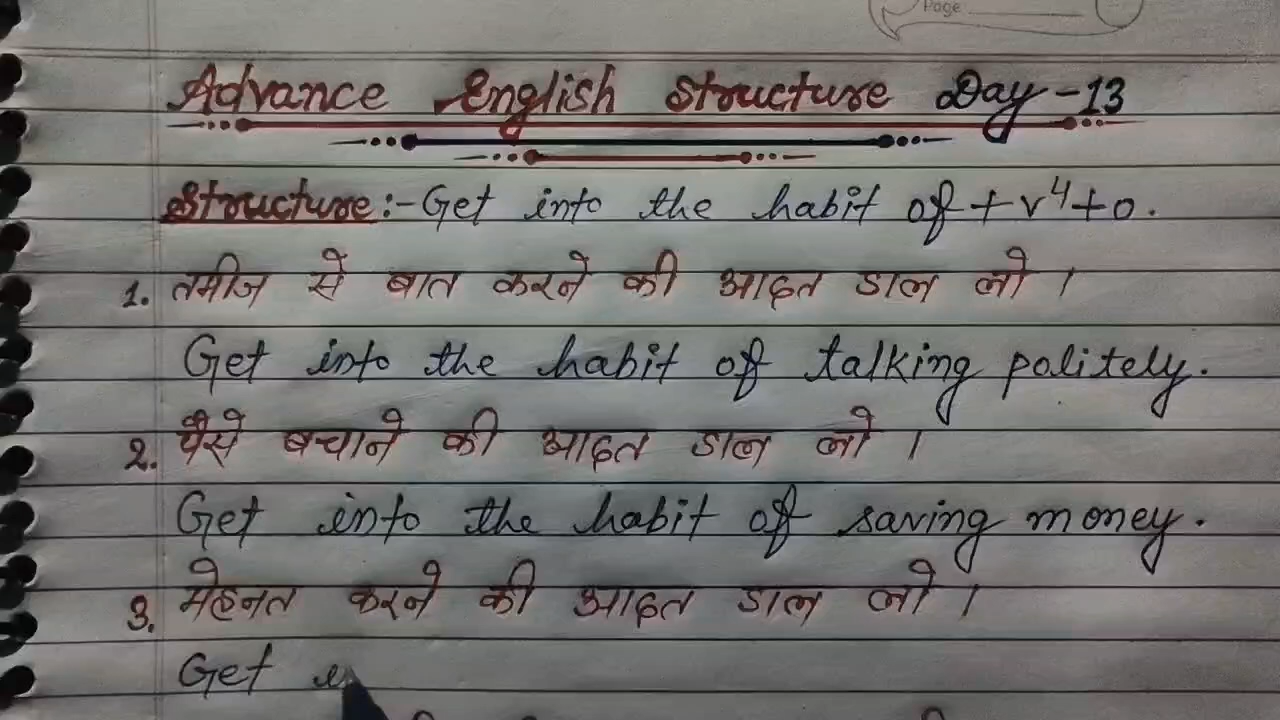 Page
Advance English Structure Day-13
Structure:- Get into the habit of + v⁴ + o.
1. तमीज से बात करने की आदत डाल लो ।
Get into the habit of talking politely.
2. पैसे बचाने की आदत डाल लो ।
Get into the habit of saving money.
3. मेहनत करने की आदत डाल लो ।
Get